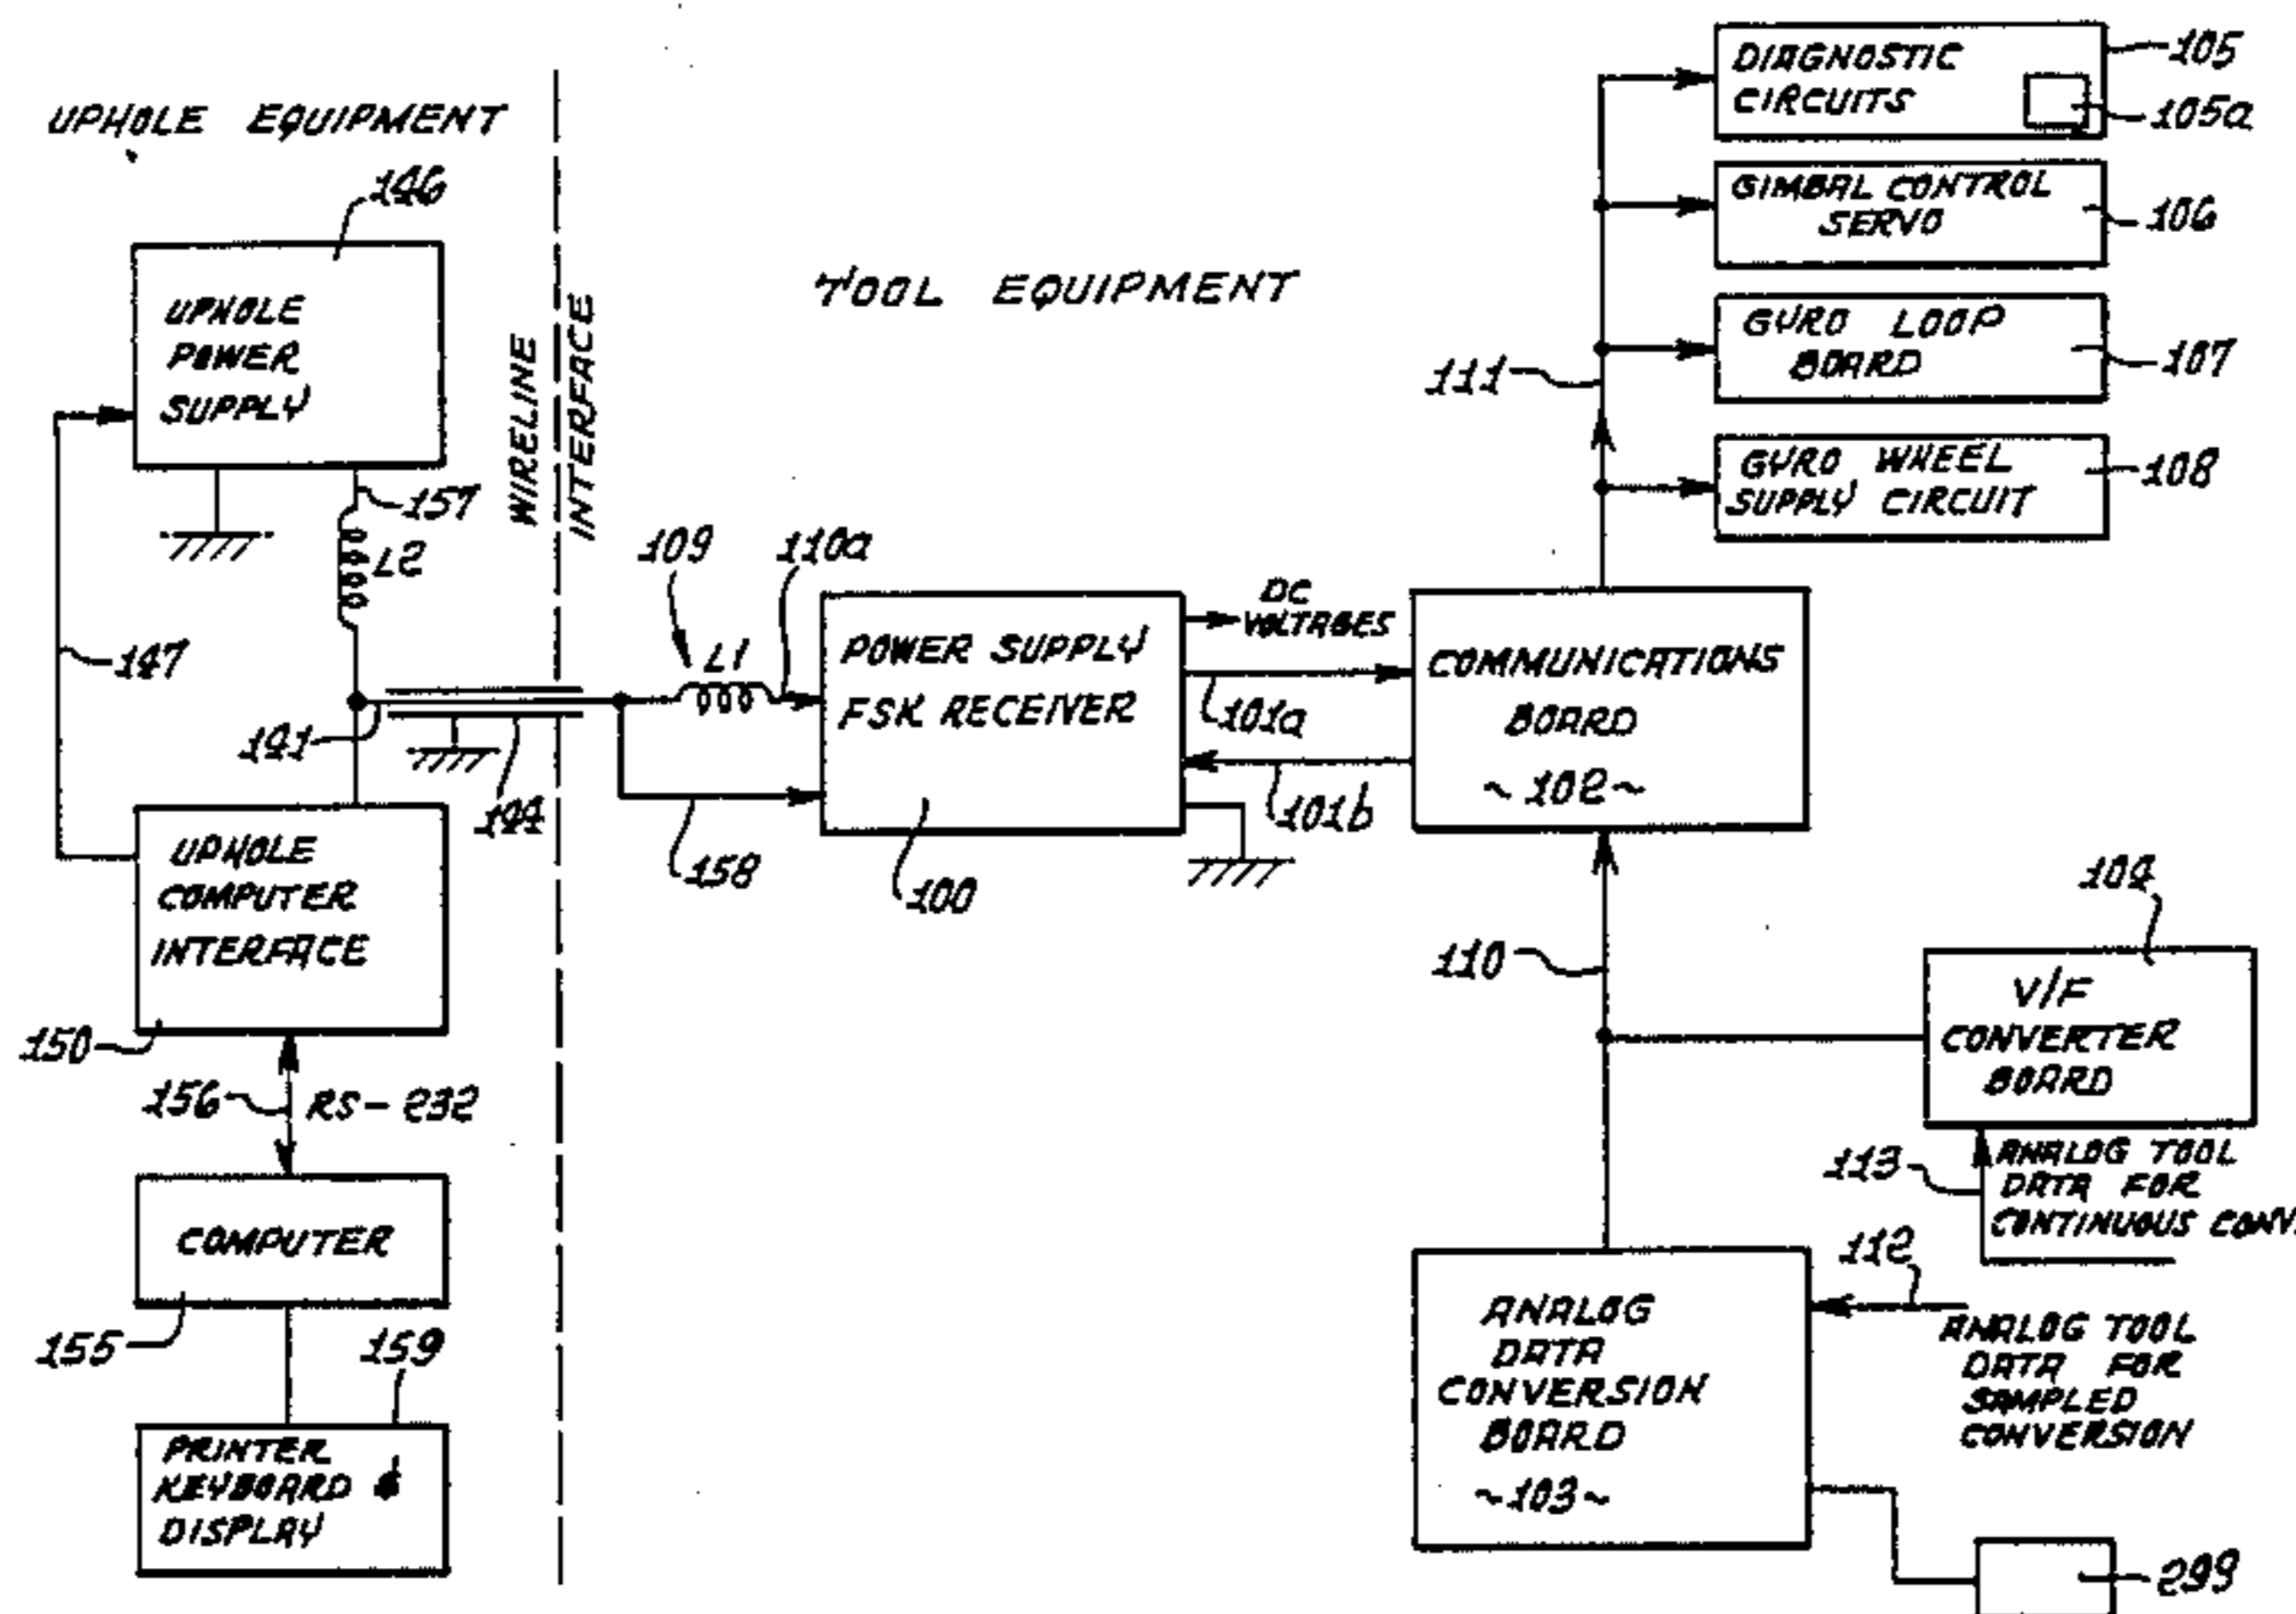 UPHOLE EQUIPMENT
146
UPHOLE
POWER
SUPPLY
157
L2
147
WIRELINE
INTERFACE
141
144
UPHOLE
COMPUTER
INTERFACE
150
156
RS-232
COMPUTER
155
159
PRINTER
KEYBOARD &
DISPLAY
TOOL EQUIPMENT
109
110a
L1
POWER SUPPLY
FSK RECEIVER
158
100
DC
VOLTAGES
101a
101b
COMMUNICATIONS
BOARD
~102~
111
DIAGNOSTIC
CIRCUITS
105
105a
GIMBAL CONTROL
SERVO
106
GYRO LOOP
BOARD
107
GYRO WHEEL
SUPPLY CIRCUIT
108
110
104
V/F
CONVERTER
BOARD
113
ANALOG TOOL
DATA FOR
CONTINUOUS CONV
112
ANALOG TOOL
DATA FOR
SAMPLED
CONVERSION
ANALOG
DATA
CONVERSION
BOARD
~103~
299